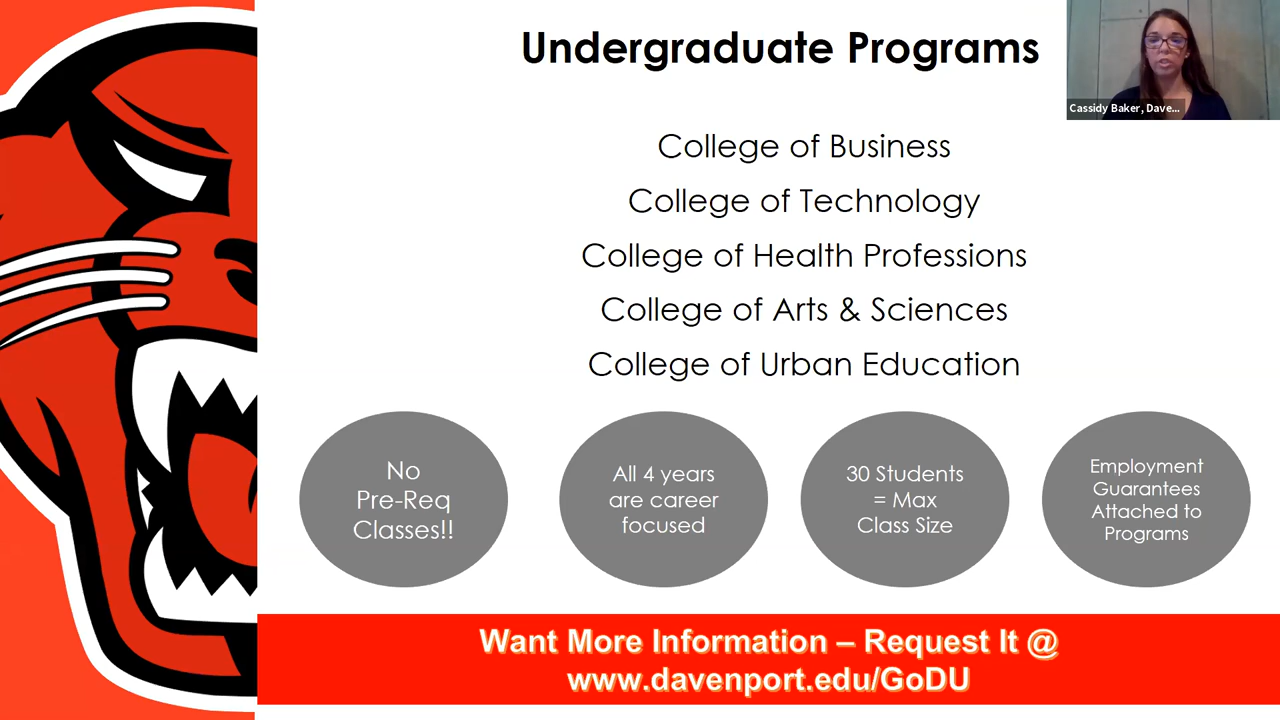 Undergraduate Programs
Cassidy Baker, Dave...
College of Business
College of Technology
College of Health Professions
College of Arts & Sciences
College of Urban Education
No
Pre-Req
Classes!!
All 4 years
are career
focused
30 Students
= Max
Class Size
Employment
Guarantees
Attached to
Programs
Want More Information – Request It @
www.davenport.edu/GoDU